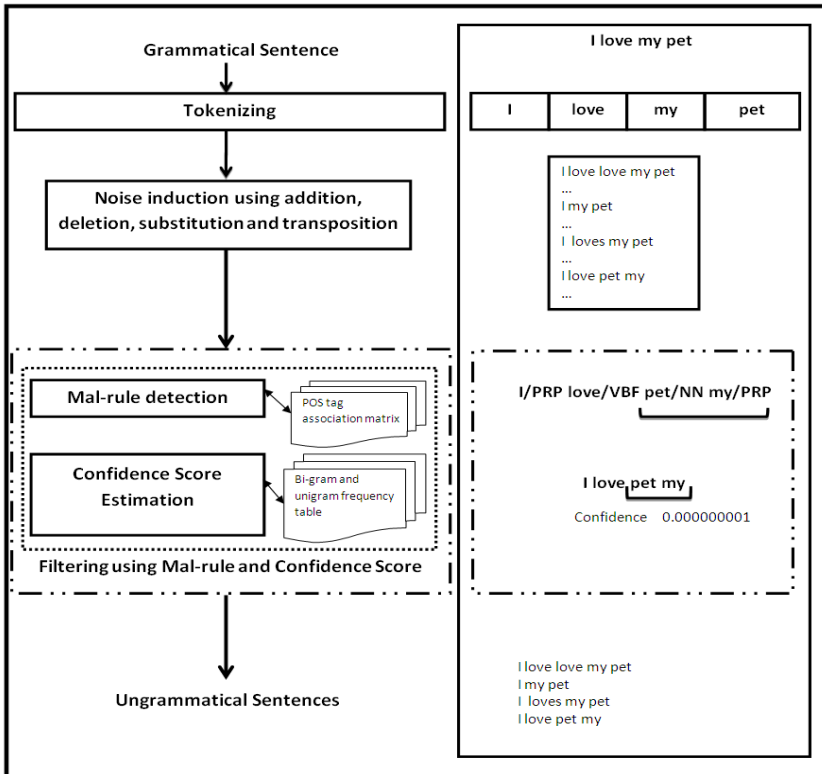 Grammatical Sentence
Tokenizing
Noise induction using addition,
deletion, substitution and transposition
Mal-rule detection
POS tag
association matrix
Confidence Score
Estimation
Bi-gram and
unigram frequency
table
Filtering using Mal-rule and Confidence Score
Ungrammatical Sentences
I love my pet
I love my pet
I love love my pet
...
I my pet
...
I loves my pet
...
I love pet my
...
I/PRP love/VBF pet/NN my/PRP
I love pet my
Confidence 0.000000001
I love love my pet
I my pet
I loves my pet
I love pet my